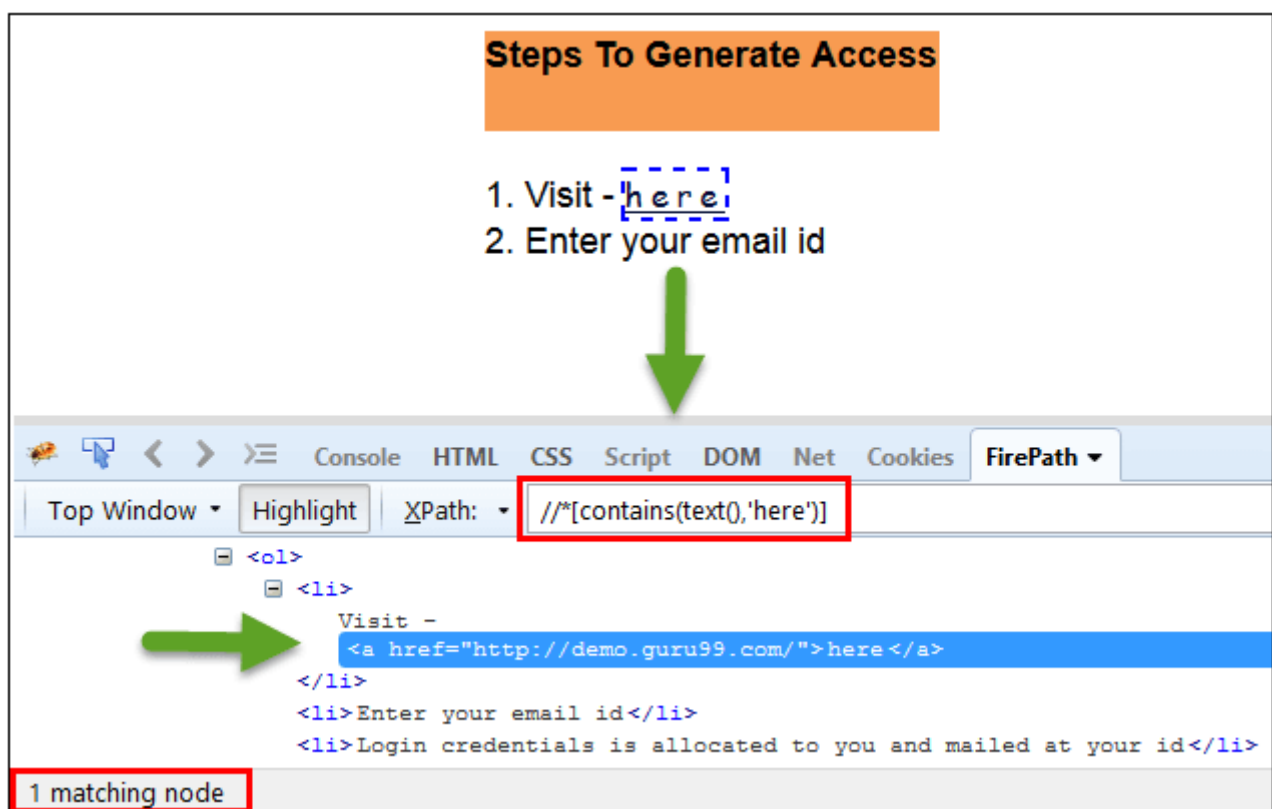 Steps To Generate Access
1. Visit - here
2. Enter your email id
Console HTML CSS Script DOM Net Cookies FirePath
Top Window Highlight XPath: //*[contains(text(),'here')]
<ol>
<li>
Visit -
<a href="http://demo.guru99.com/">here</a>
</li>
<li>Enter your email id</li>
<li>Login credentials is allocated to you and mailed at your id</li>
1 matching node